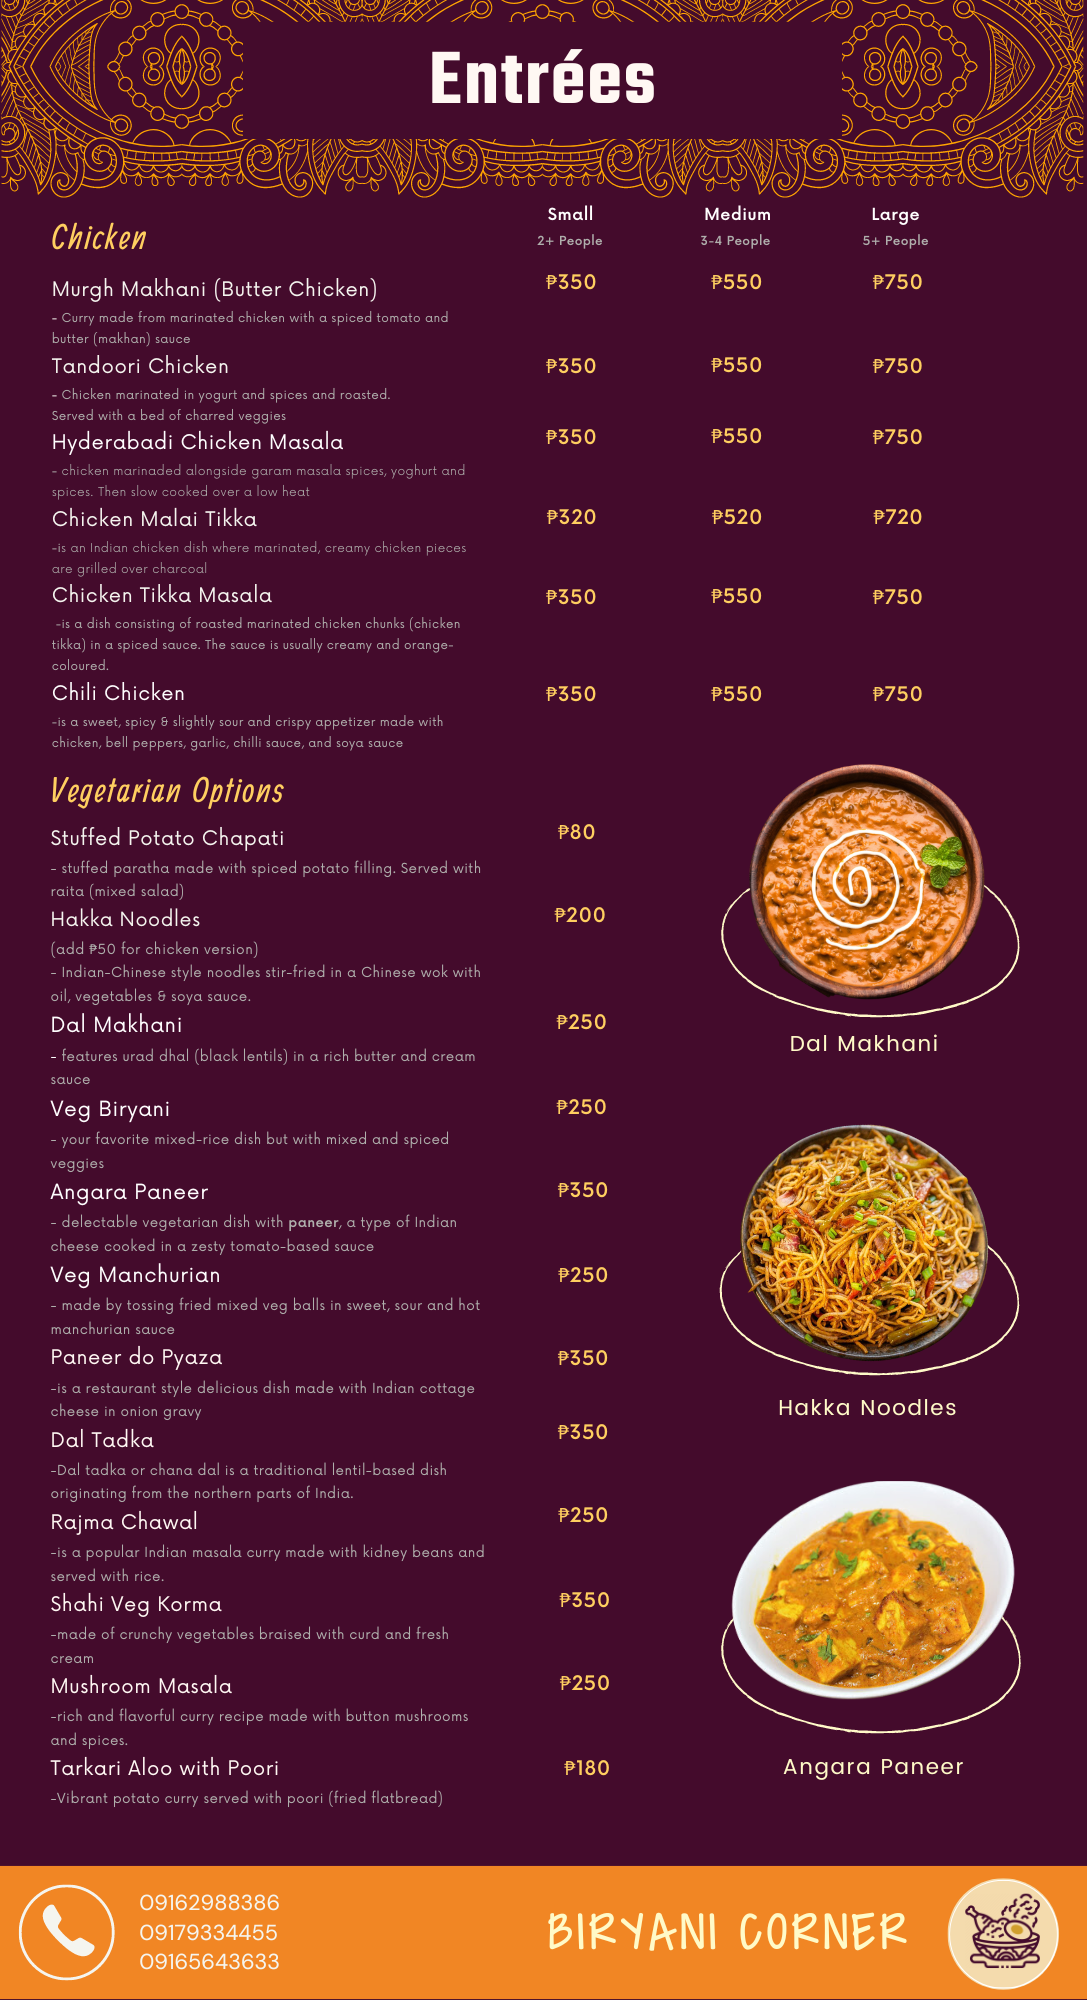 Entrées
Small Medium Large
2+ People 3-4 People 5+ People
Chicken
Murgh Makhani (Butter Chicken) ₱350 ₱550 ₱750
- Curry made from marinated chicken with a spiced tomato and
butter (makhan) sauce
Tandoori Chicken ₱350 ₱550 ₱750
- Chicken marinated in yogurt and spices and roasted.
Served with a bed of charred veggies
Hyderabadi Chicken Masala ₱350 ₱550 ₱750
- chicken marinaded alongside garam masala spices, yoghurt and
spices. Then slow cooked over a low heat
Chicken Malai Tikka ₱320 ₱520 ₱720
-is an Indian chicken dish where marinated, creamy chicken pieces
are grilled over charcoal
Chicken Tikka Masala ₱350 ₱550 ₱750
-is a dish consisting of roasted marinated chicken chunks (chicken
tikka) in a spiced sauce. The sauce is usually creamy and orange-
coloured.
Chili Chicken ₱350 ₱550 ₱750
-is a sweet, spicy & slightly sour and crispy appetizer made with
chicken, bell peppers, garlic, chilli sauce, and soya sauce
Vegetarian Options
Stuffed Potato Chapati ₱80
- stuffed paratha made with spiced potato filling. Served with
raita (mixed salad)
Hakka Noodles ₱200
(add ₱50 for chicken version)
- Indian-Chinese style noodles stir-fried in a Chinese wok with
oil, vegetables & soya sauce.
Dal Makhani ₱250
- features urad dhal (black lentils) in a rich butter and cream
sauce
Veg Biryani ₱250
- your favorite mixed-rice dish but with mixed and spiced
veggies
Angara Paneer ₱350
- delectable vegetarian dish with paneer, a type of Indian
cheese cooked in a zesty tomato-based sauce
Veg Manchurian ₱250
- made by tossing fried mixed veg balls in sweet, sour and hot
manchurian sauce
Paneer do Pyaza ₱350
-is a restaurant style delicious dish made with Indian cottage
cheese in onion gravy
Dal Tadka ₱350
-Dal tadka or chana dal is a traditional lentil-based dish
originating from the northern parts of India.
Rajma Chawal ₱250
-is a popular Indian masala curry made with kidney beans and
served with rice.
Shahi Veg Korma ₱350
-made of crunchy vegetables braised with curd and fresh
cream
Mushroom Masala ₱250
-rich and flavorful curry recipe made with button mushrooms
and spices.
Tarkari Aloo with Poori ₱180
-Vibrant potato curry served with poori (fried flatbread)
Dal Makhani
Hakka Noodles
Angara Paneer
09162988386
09179334455
09165643633
BIRYANI CORNER